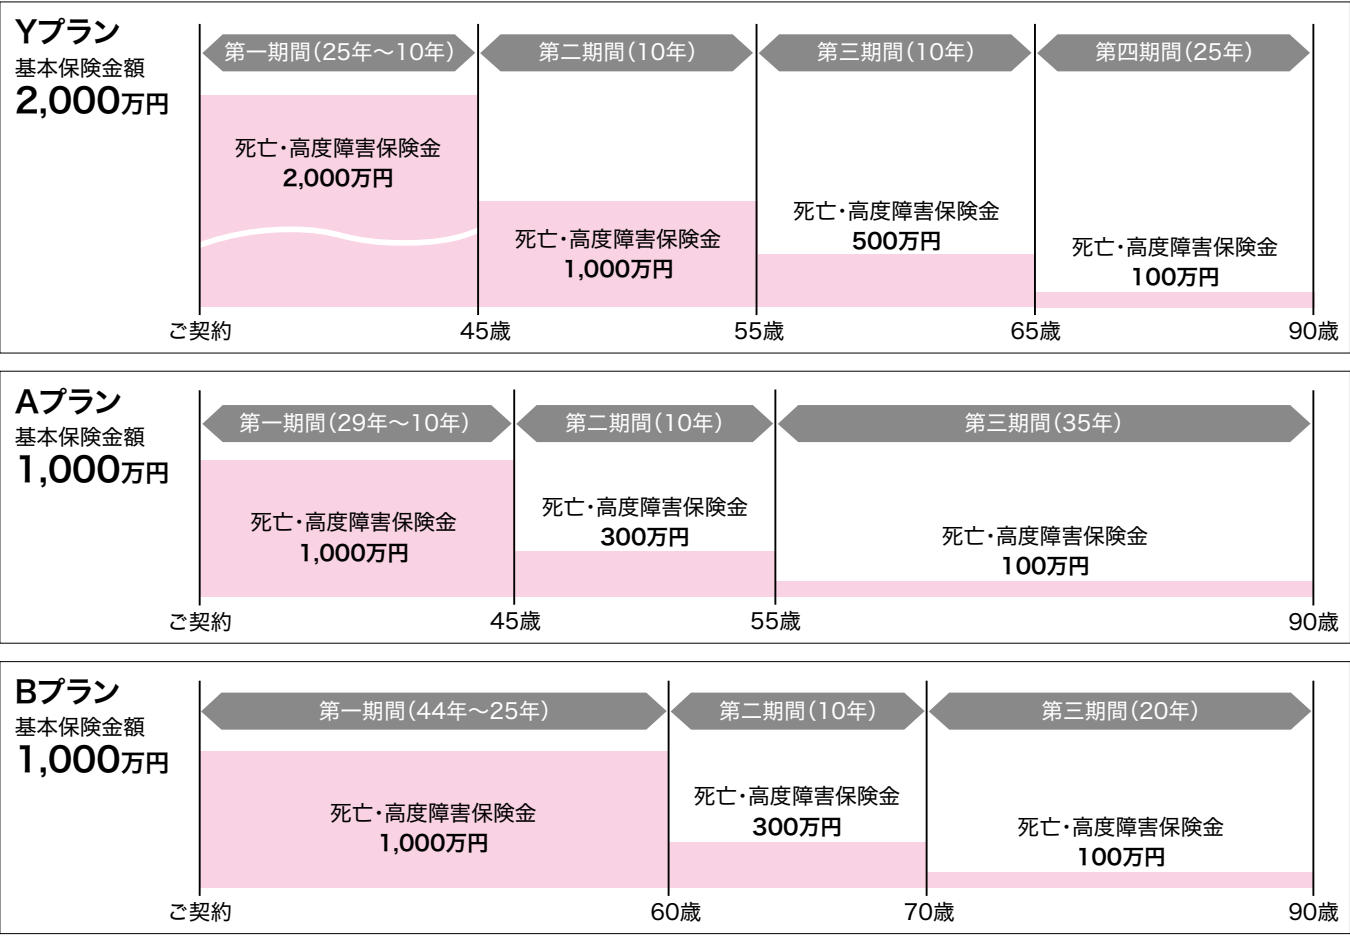 Yプラン
基本保険金額
2,000万円
第一期間(25年〜10年)
第二期間(10年)
第三期間(10年)
第四期間(25年)
死亡・高度障害保険金
2,000万円
死亡・高度障害保険金
1,000万円
死亡・高度障害保険金
500万円
死亡・高度障害保険金
100万円
ご契約
45歳
55歳
65歳
90歳
Aプラン
基本保険金額
1,000万円
第一期間(29年〜10年)
第二期間(10年)
第三期間(35年)
死亡・高度障害保険金
1,000万円
死亡・高度障害保険金
300万円
死亡・高度障害保険金
100万円
ご契約
45歳
55歳
90歳
Bプラン
基本保険金額
1,000万円
第一期間(44年〜25年)
第二期間(10年)
第三期間(20年)
死亡・高度障害保険金
1,000万円
死亡・高度障害保険金
300万円
死亡・高度障害保険金
100万円
ご契約
60歳
70歳
90歳